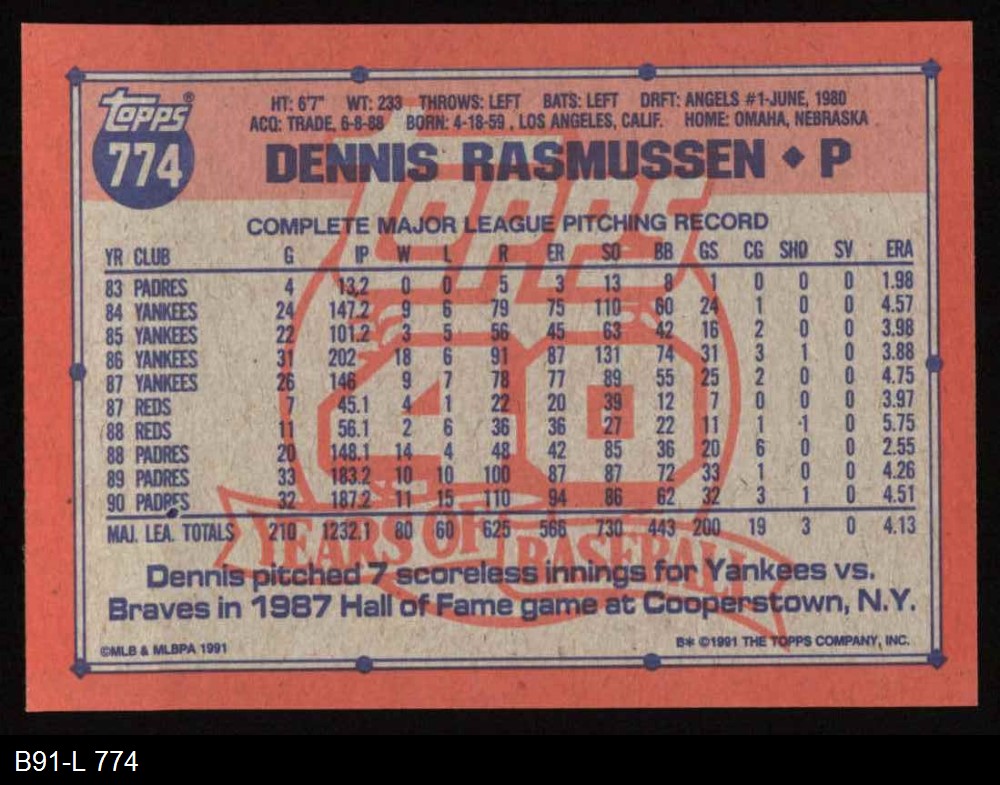 topps®
774
HT: 6'7" WT: 233 THROWS: LEFT BATS: LEFT DRFT: ANGELS #1-JUNE, 1980
ACQ: TRADE, 6-8-88 BORN: 4-18-59, LOS ANGELES, CALIF. HOME: OMAHA, NEBRASKA
DENNIS RASMUSSEN ◆ P
COMPLETE MAJOR LEAGUE PITCHING RECORD
YR CLUB G IP W L R ER SO BB GS CG SHO SV ERA
83 PADRES 4 13.2 0 0 5 3 13 8 1 0 0 0 1.98
84 YANKEES 24 147.2 9 6 79 75 110 60 24 1 0 0 4.57
85 YANKEES 22 101.2 3 5 56 45 63 42 16 2 0 0 3.98
86 YANKEES 31 202 18 6 91 87 131 74 31 3 1 0 3.88
87 YANKEES 26 146 9 7 78 77 89 55 25 2 0 0 4.75
87 REDS 7 45.1 4 1 22 20 39 12 7 0 0 0 3.97
88 REDS 11 56.1 2 6 36 36 27 22 11 1 1 0 5.75
88 PADRES 20 148.1 14 4 48 42 85 36 20 6 0 0 2.55
89 PADRES 33 183.2 10 10 100 87 87 72 33 1 0 0 4.26
90 PADRES 32 187.2 11 15 110 94 86 62 32 3 1 0 4.51
MAJ. LEA. TOTALS 210 1232.1 80 60 625 566 730 443 200 19 3 0 4.13
TOPPS
40
YEARS OF BASEBALL
Dennis pitched 7 scoreless innings for Yankees vs.
Braves in 1987 Hall of Fame game at Cooperstown, N.Y.
©MLB & MLBPA 1991 B* ©1991 THE TOPPS COMPANY, INC.
B91-L 774